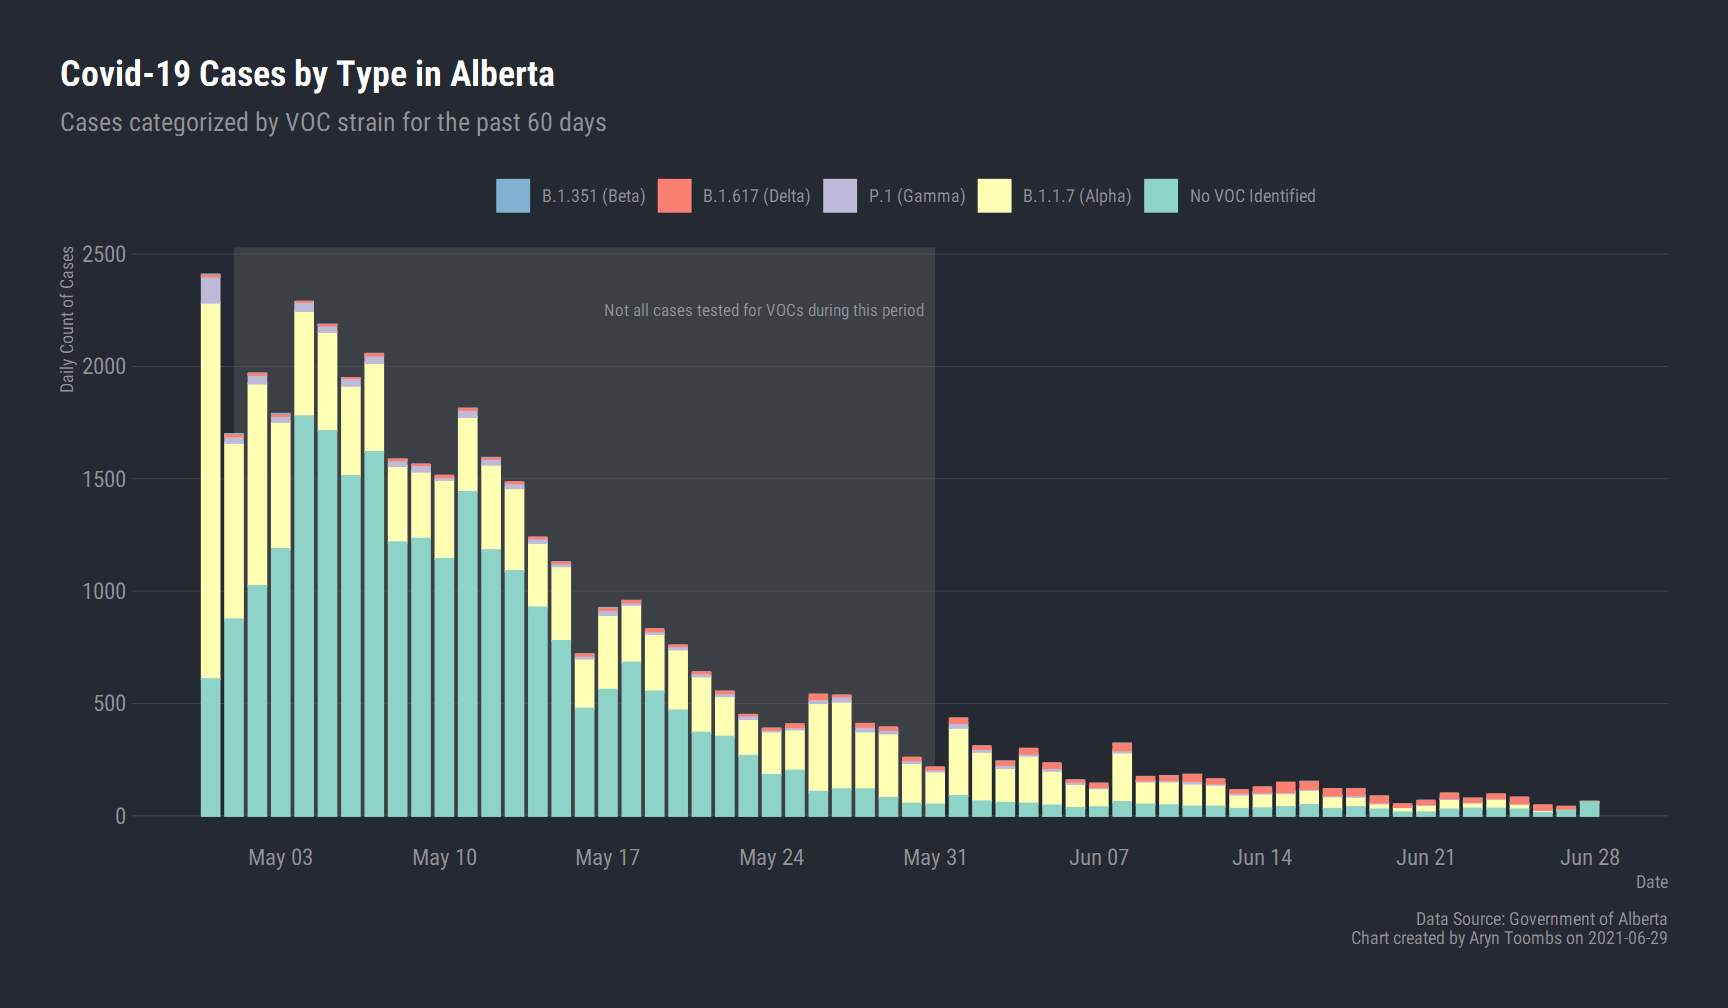 Covid-19 Cases by Type in Alberta
Cases categorized by VOC strain for the past 60 days
B.1.351 (Beta) B.1.617 (Delta) P.1 (Gamma) B.1.1.7 (Alpha) No VOC Identified
Daily Count of Cases
2500
2000
1500
1000
500
0
Not all cases tested for VOCs during this period
May 03 May 10 May 17 May 24 May 31 Jun 07 Jun 14 Jun 21 Jun 28
Date
Data Source: Government of Alberta
Chart created by Aryn Toombs on 2021-06-29